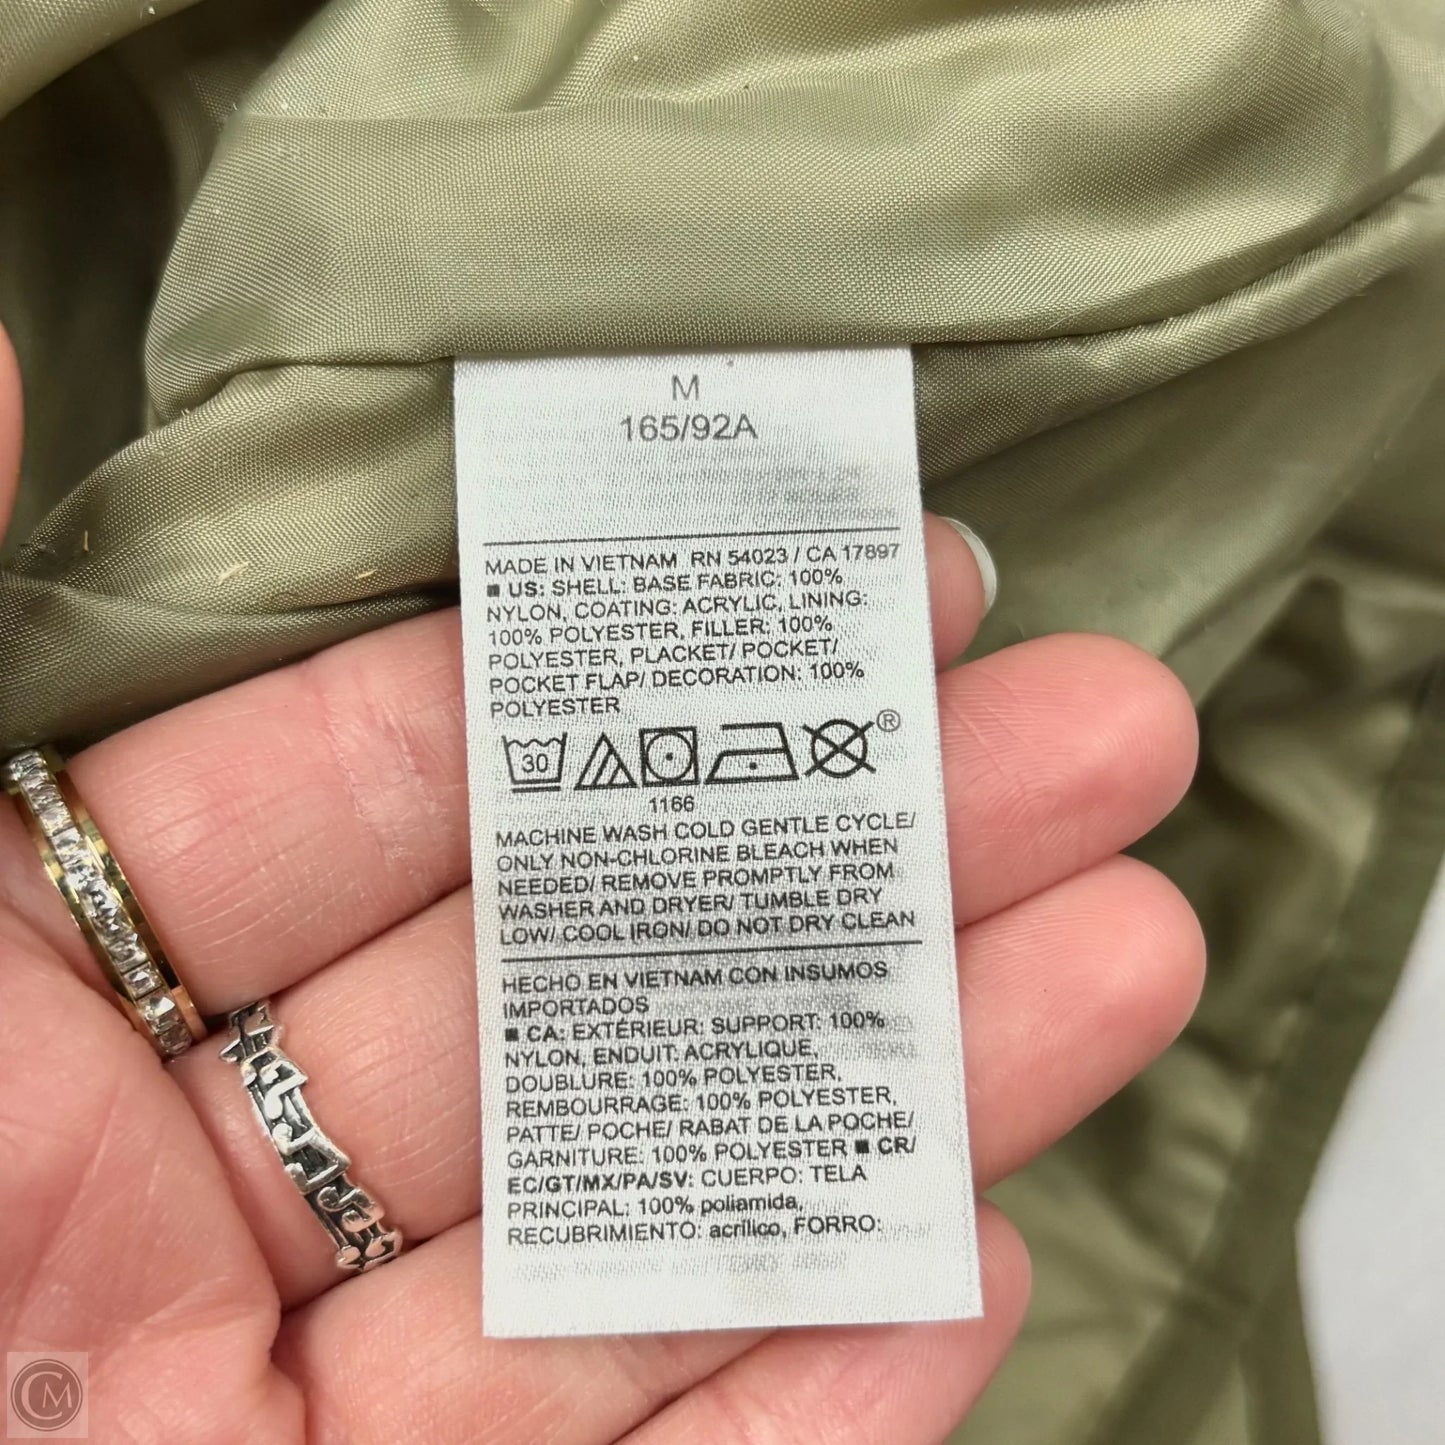 M
165/92A
MADE IN VIETNAM RN 54023 / CA 17897
■ US: SHELL: BASE FABRIC: 100%
NYLON, COATING: ACRYLIC, LINING:
100% POLYESTER, FILLER: 100%
POLYESTER, PLACKET/ POCKET/
POCKET FLAP/ DECORATION: 100%
POLYESTER
30 ®
1166
MACHINE WASH COLD GENTLE CYCLE/
ONLY NON-CHLORINE BLEACH WHEN
NEEDED/ REMOVE PROMPTLY FROM
WASHER AND DRYER/ TUMBLE DRY
LOW/ COOL IRON/ DO NOT DRY CLEAN
HECHO EN VIETNAM CON INSUMOS
IMPORTADOS
■ CA: EXTÉRIEUR: SUPPORT: 100%
NYLON, ENDUIT: ACRYLIQUE,
DOUBLURE: 100% POLYESTER,
REMBOURRAGE: 100% POLYESTER,
PATTE/ POCHE/ RABAT DE LA POCHE/
GARNITURE: 100% POLYESTER ■ CR/
EC/GT/MX/PA/SV: CUERPO: TELA
PRINCIPAL: 100% poliamida,
RECUBRIMIENTO: acrílico, FORRO:
CM